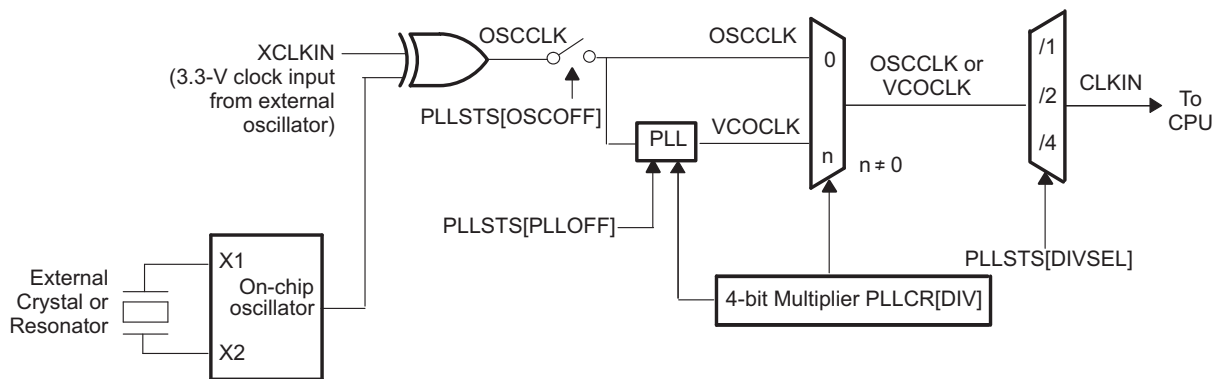 OSCCLK
XCLKIN
(3.3-V clock input
from external
oscillator)
PLLSTS[OSCOFF]
OSCCLK
0
OSCCLK or
VCOCLK
PLL
VCOCLK
n
n ≠ 0
/1
/2
/4
CLKIN
To
CPU
PLLSTS[PLLOFF]
PLLSTS[DIVSEL]
4-bit Multiplier PLLCR[DIV]
External
Crystal or
Resonator
X1
On-chip
oscillator
X2